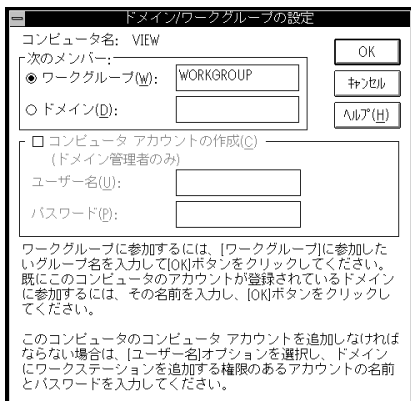 ドメイン/ワークグループの設定
コンピュータ名: VIEW
次のメンバー:
ワークグループ(W): WORKGROUP
ドメイン(D):
OK
キャンセル
ヘルプ(H)
コンピュータ アカウントの作成(C)
(ドメイン管理者のみ)
ユーザー名(U):
パスワード(P):
ワークグループに参加するには、[ワークグループ]に参加した
いグループ名を入力して[OK]ボタンをクリックしてください。
既にこのコンピュータのアカウントが登録されているドメイン
に参加するには、その名前を入力し、[OK]ボタンをクリックし
てください。
このコンピュータのコンピュータ アカウントを追加しなければ
ならない場合は、[ユーザー名]オプションを選択し、ドメイン
にワークステーションを追加する権限のあるアカウントの名前
とパスワードを入力してください。